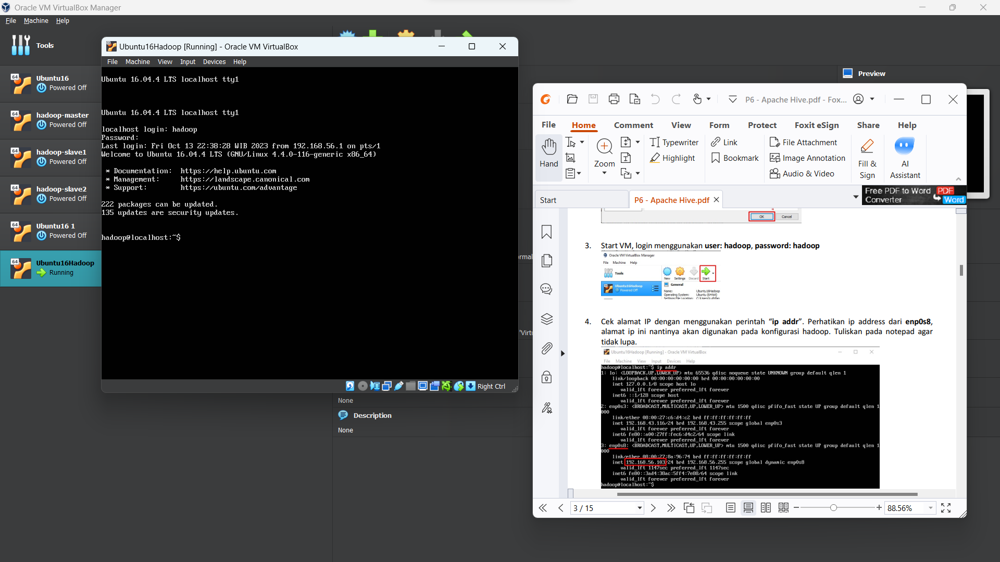 Oracle VM VirtualBox Manager
File Machine Help
Tools
64 Ubuntu16
Powered Off
64 hadoop-master
Powered Off
64 hadoop-slave1
Powered Off
64 hadoop-slave2
Powered Off
64 Ubuntu16 1
Powered Off
64 Ubuntu16Hadoop
Running
Ubuntu16Hadoop [Running] - Oracle VM VirtualBox
File Machine View Input Devices Help
Ubuntu 16.04.4 LTS localhost tty1
Ubuntu 16.04.4 LTS localhost tty1
localhost login: hadoop
Password:
Last login: Fri Oct 13 22:38:28 WIB 2023 from 192.168.56.1 on pts/1
Welcome to Ubuntu 16.04.4 LTS (GNU/Linux 4.4.0-116-generic x86_64)
* Documentation: https://help.ubuntu.com
* Management: https://landscape.canonical.com
* Support: https://ubuntu.com/advantage
222 packages can be updated.
135 updates are security updates.
hadoop@localhost:~$
Right Ctrl
None
Description
None
Preview
P6 - Apache Hive.pdf - Fox...
File Home Comment View Form Protect Foxit eSign Share Help
Hand
Zoom
Typewriter
Highlight
Link
Bookmark
File Attachment
Image Annotation
Audio & Video
Fill &
Sign
AI
Assistant
Start
P6 - Apache Hive.pdf
Free PDF to Word
Converter
PDF
Word
OK Cancel
3. Start VM, login menggunakan user: hadoop, password: hadoop
Oracle VM VirtualBox Manager
File Machine Help
Tools
New Settings Discard Start
Ubuntu16Hadoop
Powered Off
General
Name: Ubuntu16Hadoop
Operating System: Ubuntu (64-bit)
Settings File Location: C:\Users\Luthfan
4. Cek alamat IP dengan menggunakan perintah “ip addr”. Perhatikan ip address dari enp0s8,
alamat ip ini nantinya akan digunakan pada konfigurasi hadoop. Tuliskan pada notepad agar
tidak lupa.
Ubuntu16Hadoop [Running] - Oracle VM VirtualBox
File Machine View Input Devices Help
hadoop@localhost:~$ ip addr
1: lo: <LOOPBACK,UP,LOWER_UP> mtu 65536 qdisc noqueue state UNKNOWN group default qlen 1
link/loopback 00:00:00:00:00:00 brd 00:00:00:00:00:00
inet 127.0.0.1/8 scope host lo
valid_lft forever preferred_lft forever
inet6 ::1/128 scope host
valid_lft forever preferred_lft forever
2: enp0s3: <BROADCAST,MULTICAST,UP,LOWER_UP> mtu 1500 qdisc pfifo_fast state UP group default qlen 1
000
link/ether 08:00:27:c6:d4:c2 brd ff:ff:ff:ff:ff:ff
inet 192.168.43.116/24 brd 192.168.43.255 scope global enp0s3
valid_lft forever preferred_lft forever
inet6 fe80::a00:27ff:fec6:d4c2/64 scope link
valid_lft forever preferred_lft forever
3: enp0s8: <BROADCAST,MULTICAST,UP,LOWER_UP> mtu 1500 qdisc pfifo_fast state UP group default qlen 1
000
link/ether 08:00:27:8a:96:74 brd ff:ff:ff:ff:ff:ff
inet 192.168.56.103/24 brd 192.168.56.255 scope global dynamic enp0s8
valid_lft 1147sec preferred_lft 1147sec
inet6 fe80::3ad4:38ac:5ff4:7e88/64 scope link
valid_lft forever preferred_lft forever
hadoop@localhost:~$
3 / 15
88.56%